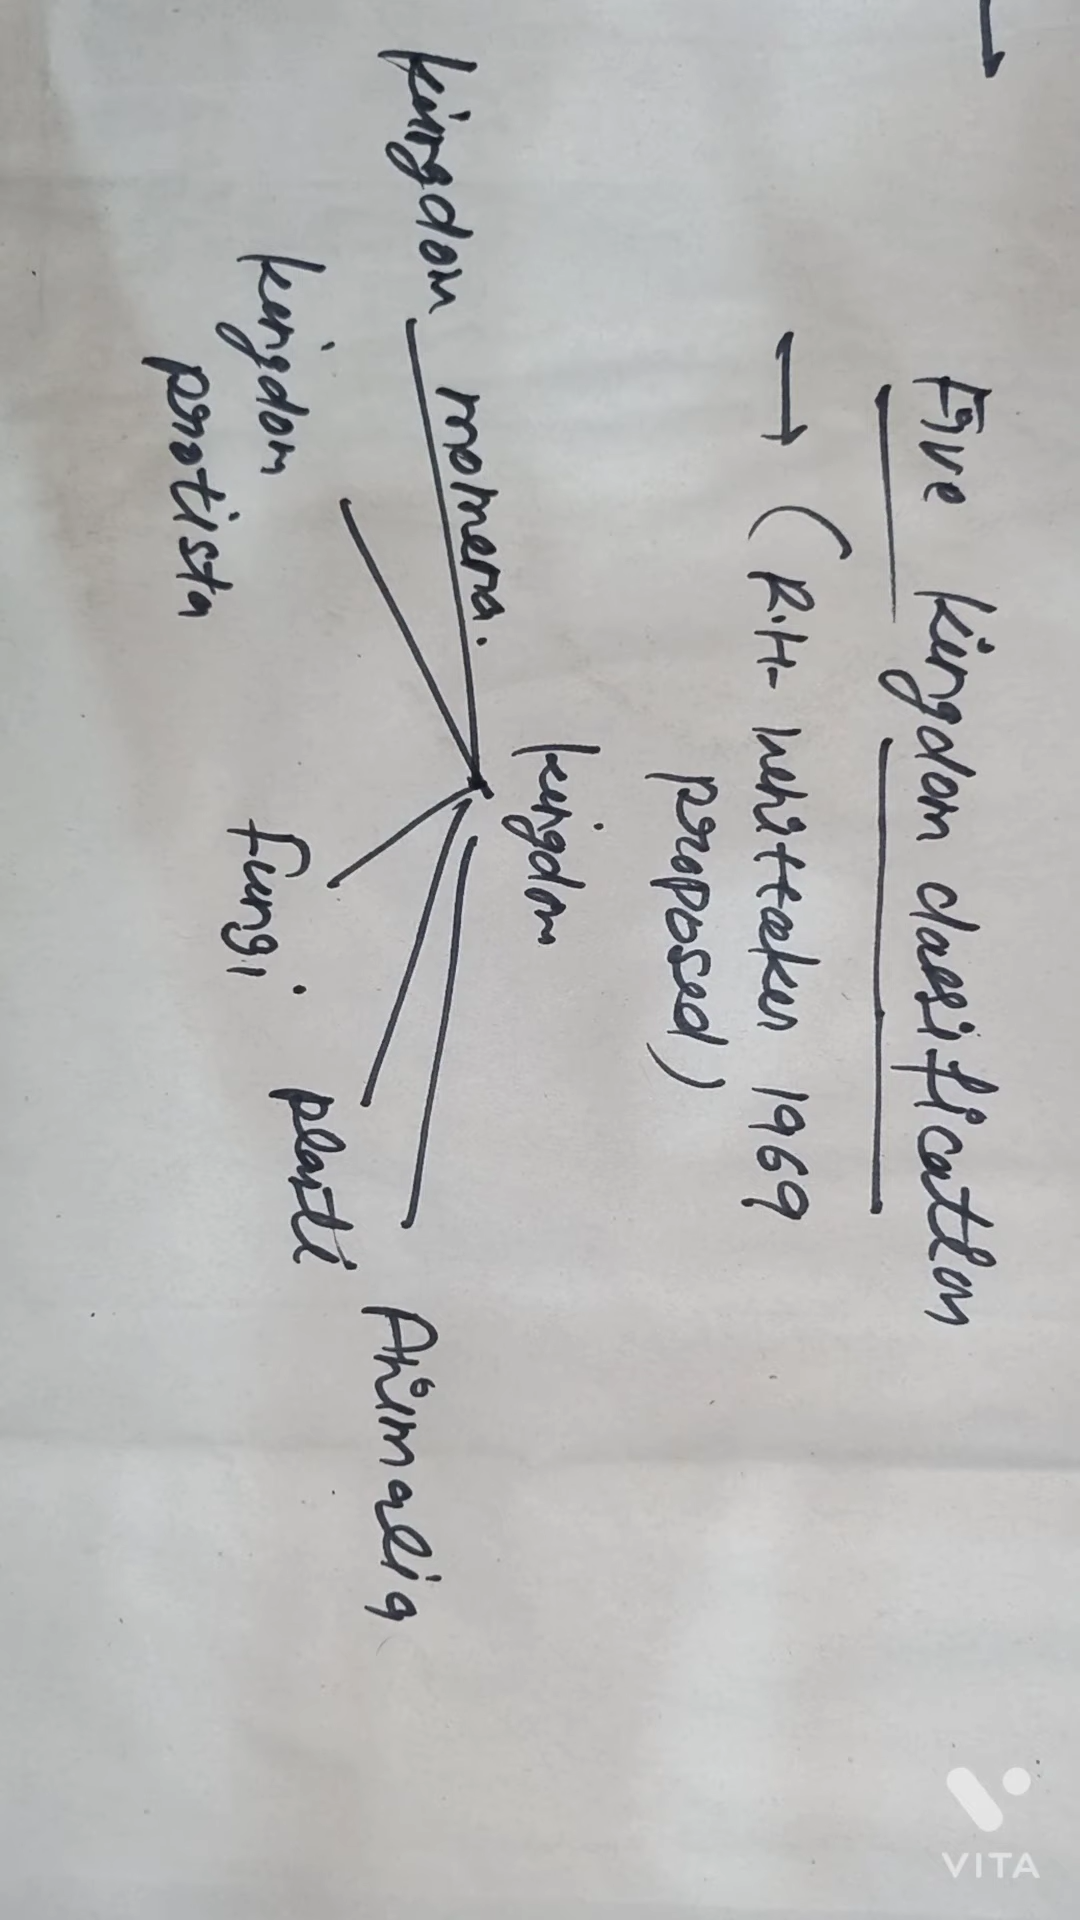 Five kingdom classification
→ (R.H. Whittaker 1969
proposed)
kingdom
kingdom monera.
kingdom
protista
fungi
planti
Animalia
VITA